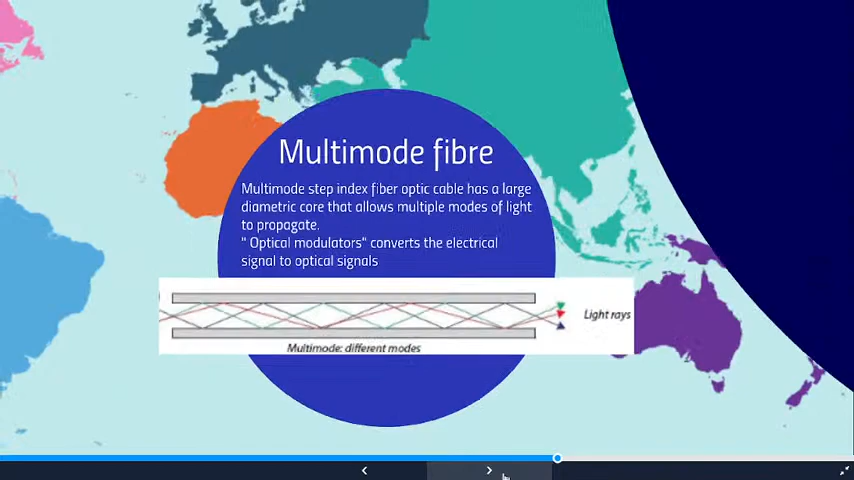 Multimode fibre
Multimode step index fiber optic cable has a large
diametric core that allows multiple modes of light
to propagate.
" Optical modulators" converts the electrical
signal to optical signals
Light rays
Multimode: different modes